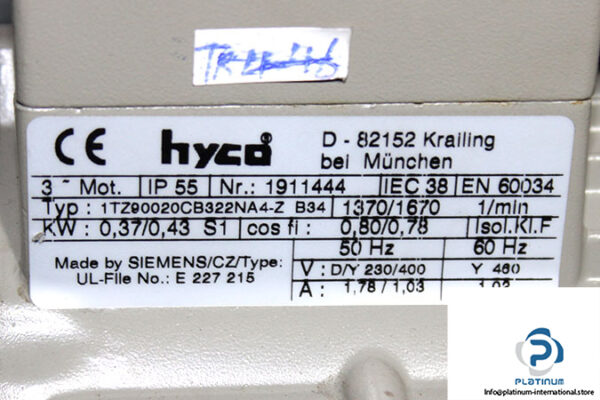 CE hyco® D - 82152 Krailing
bei München
3 ~ Mot. IP 55 Nr.: 1911444 IEC 38 EN 60034
Typ : 1TZ90020CB322NA4-Z B34 1370/1670 1/min
KW : 0,37/0,43 S1 cos fi : 0,80/0,78 Isol.Kl.F
50 Hz 60 Hz
Made by SIEMENS/CZ/Type: V : D/Y 230/400 Y 460
UL-File No.: E 227 215 A : 1,78 / 1,03 1,02
PLATINUM
Info@platinum-international.store